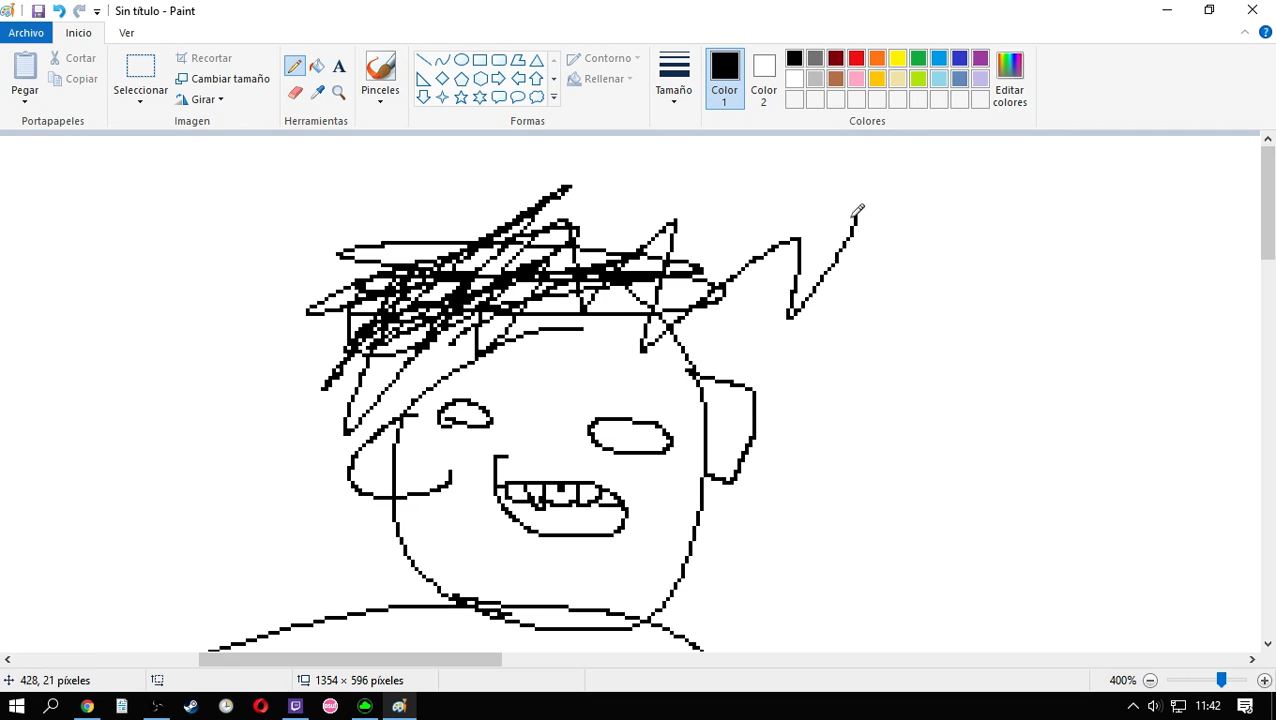 Sin título - Paint
Archivo Inicio Ver
Pegar
Cortar
Copiar
Portapapeles
Seleccionar
Recortar
Cambiar tamaño
Girar
Imagen
A
Herramientas
Pinceles
Contorno
Rellenar
Formas
Tamaño
Color 1
Color 2
Editar colores
Colores
428, 21 píxeles 1354 × 596 píxeles 400%
osu! 11:42